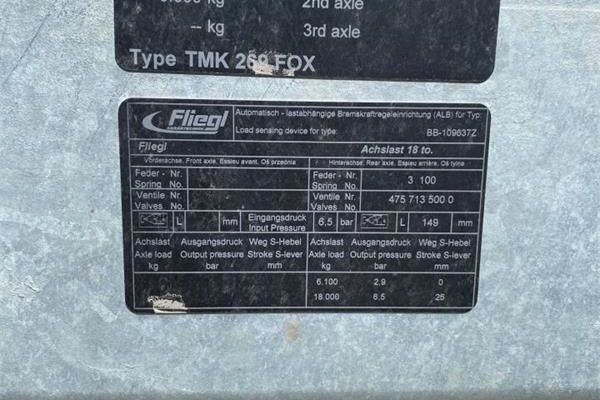 kg 2nd axle
-- kg 3rd axle
Type TMK FOX
Fliegl
AGRARTECHNIK
Automatisch - lastabhängige Bremskraftregeleinrichtung (ALB) für Typ:
Load sensing device for type: BB-109637Z
Fliegl Achslast 18 to.
Vorderachse, Front axle, Essieu avant, Oś przednia Hinterachse, Rear axle, Essieu arrière, Oś tylna
Feder - Nr. Feder - Nr. 3 100
Spring No. Spring No.
Ventile Nr. Ventile Nr. 475 713 500 0
Valves No. Valves No.
L mm Eingangsdruck 6,5 bar L 149 mm
Input Pressure
Achslast Ausgangsdruck Weg S-Hebel Achslast Ausgangsdruck Weg S-Hebel
Axle load Output pressure Stroke S-lever Axle load Output pressure Stroke S-lever
kg bar mm kg bar mm
6.100 2,9 0
18.000 6,5 25